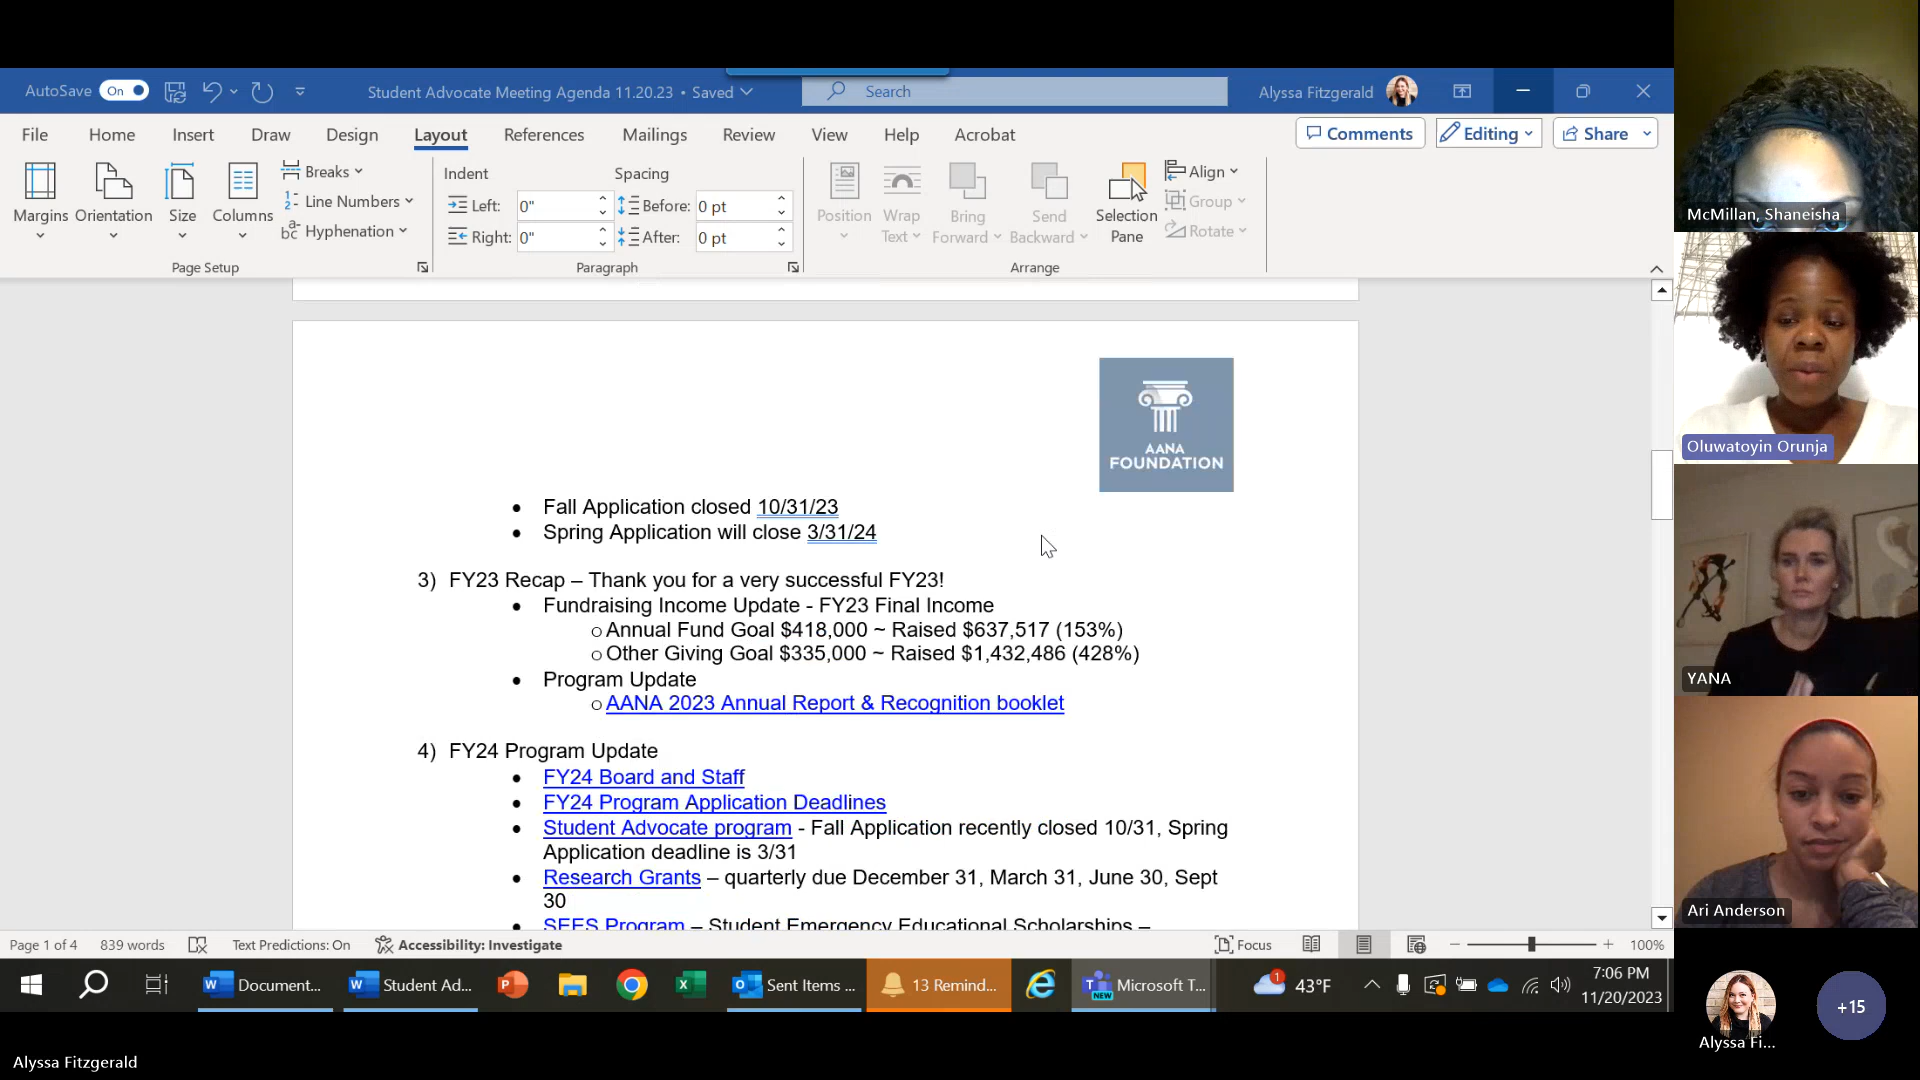 AutoSave On Student Advocate Meeting Agenda 11.20.23 • Saved Search Alyssa Fitzgerald
File Home Insert Draw Design Layout References Mailings Review View Help Acrobat Comments Editing Share
Margins Orientation Size Columns
Breaks
Line Numbers
Hyphenation
Page Setup
Indent Spacing
Left: 0" Before: 0 pt
Right: 0" After: 0 pt
Paragraph
Position
Wrap Text
Bring Forward
Send Backward
Selection Pane
Align
Group
Rotate
Arrange
AANA
FOUNDATION
• Fall Application closed 10/31/23
• Spring Application will close 3/31/24
3) FY23 Recap – Thank you for a very successful FY23!
• Fundraising Income Update - FY23 Final Income
o Annual Fund Goal $418,000 ~ Raised $637,517 (153%)
o Other Giving Goal $335,000 ~ Raised $1,432,486 (428%)
• Program Update
o AANA 2023 Annual Report & Recognition booklet
4) FY24 Program Update
• FY24 Board and Staff
• FY24 Program Application Deadlines
• Student Advocate program - Fall Application recently closed 10/31, Spring
Application deadline is 3/31
• Research Grants – quarterly due December 31, March 31, June 30, Sept
30
• SEES Program – Student Emergency Educational Scholarships –
Page 1 of 4 839 words Text Predictions: On Accessibility: Investigate Focus 100%
Document... Student Ad... Sent Items ... 13 Remind... Microsoft T... NEW 1 43°F 7:06 PM
11/20/2023
McMillan, Shaneisha
Oluwatoyin Orunja
YANA
Ari Anderson
Alyssa Fi...
+15
Alyssa Fitzgerald